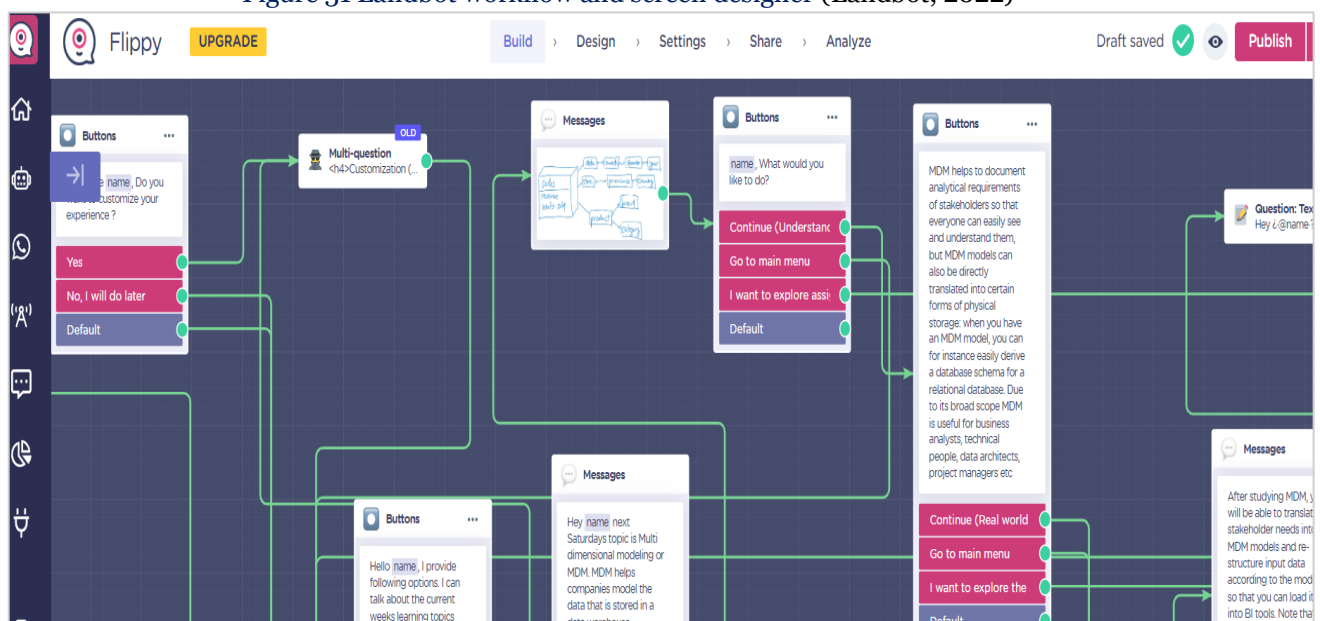 Figure 31 Landbot workflow and screen designer (Landbot, 2022)
Flippy
UPGRADE
Build › Design › Settings › Share › Analyze
Draft saved
Publish
Buttons
name , Do you
customize your
experience ?
Yes
No, I will do later
Default
OLD
Multi-question
<h4>Customization (...
Messages
product
Buttons
name , What would you
like to do?
Continue (Understanc
Go to main menu
I want to explore assi
Default
Buttons
MDM helps to document
analytical requirements
of stakeholders so that
everyone can easily see
and understand them,
but MDM models can
also be directly
translated into certain
forms of physical
storage: when you have
an MDM model, you can
for instance easily derive
a database schema for a
relational database. Due
to its broad scope MDM
is useful for business
analysts, technical
people, data architects,
project managers etc
Continue (Real world
Go to main menu
I want to explore the
Default
Question: Tex
Hey ¿@name?
Buttons
Hello name , I provide
following options. I can
talk about the current
weeks learning topics
Messages
Hey name next
Saturdays topic is Multi
dimensional modeling or
MDM. MDM helps
companies model the
data that is stored in a
data warehouse
Messages
After studying MDM, y
will be able to translat
stakeholder needs into
MDM models and re-
structure input data
according to the mod
so that you can load it
into BI tools. Note tha